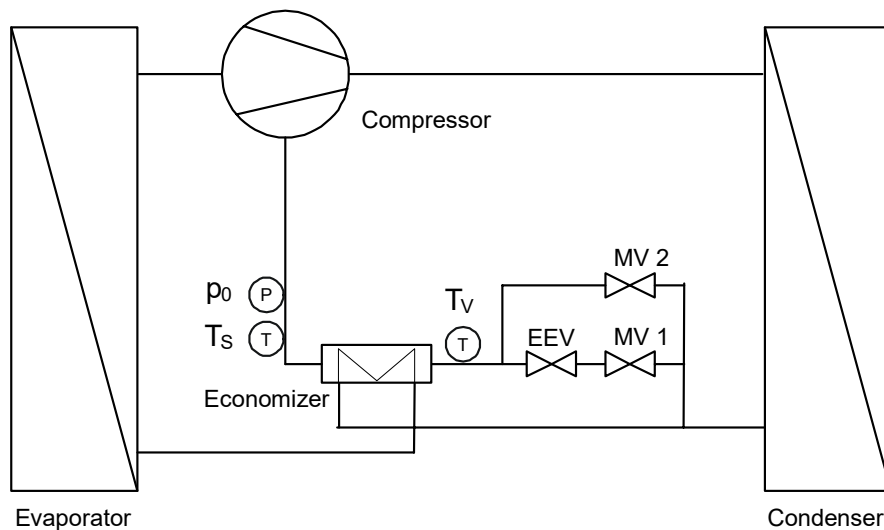 Compressor
MV 2
p0
P
TV
TS
T
T
EEV
MV 1
Economizer
Evaporator
Condenser